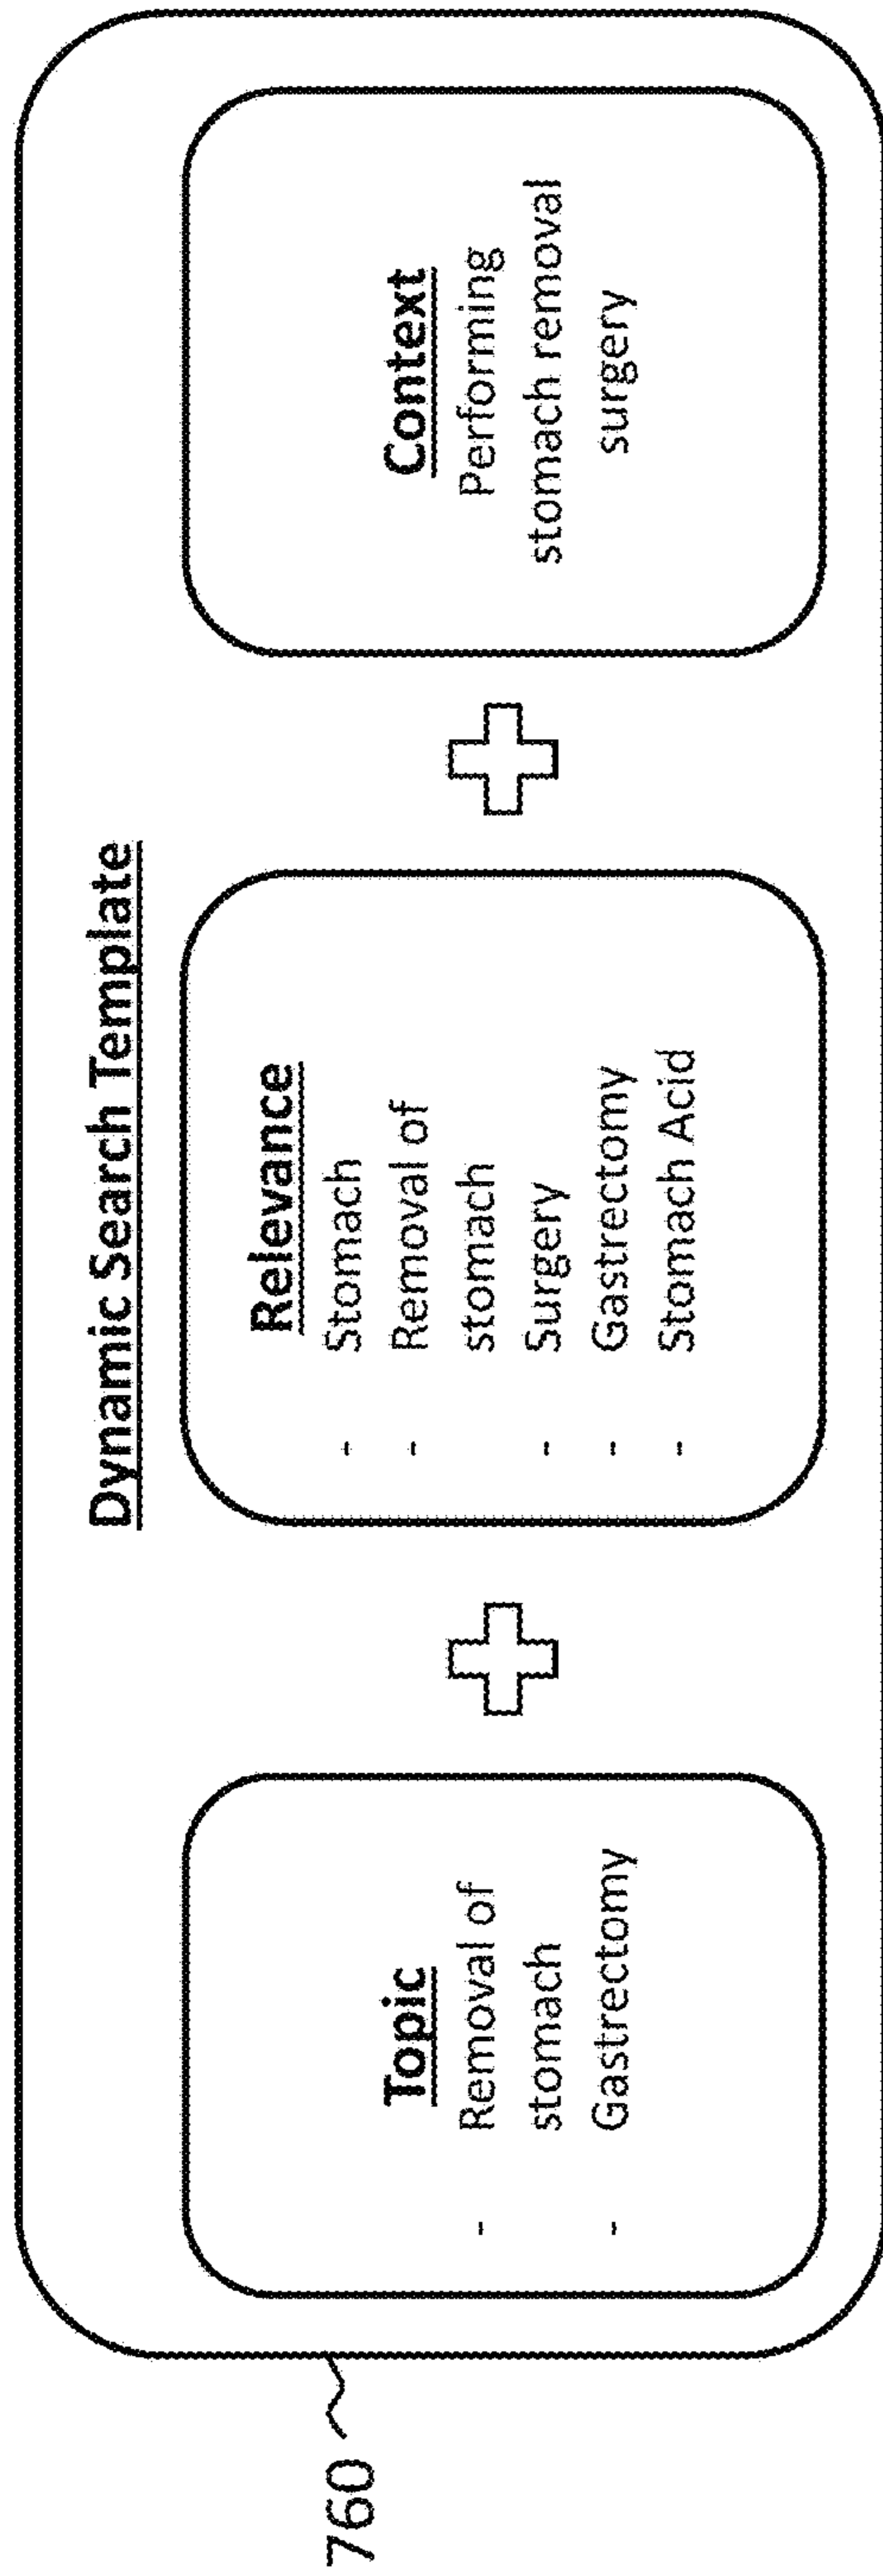 Dynamic Search Template
Topic
- Removal of
stomach
- Gastrectomy
Relevance
- Stomach
- Removal of
stomach
- Surgery
- Gastrectomy
- Stomach Acid
Context
Performing
stomach removal
surgery
760